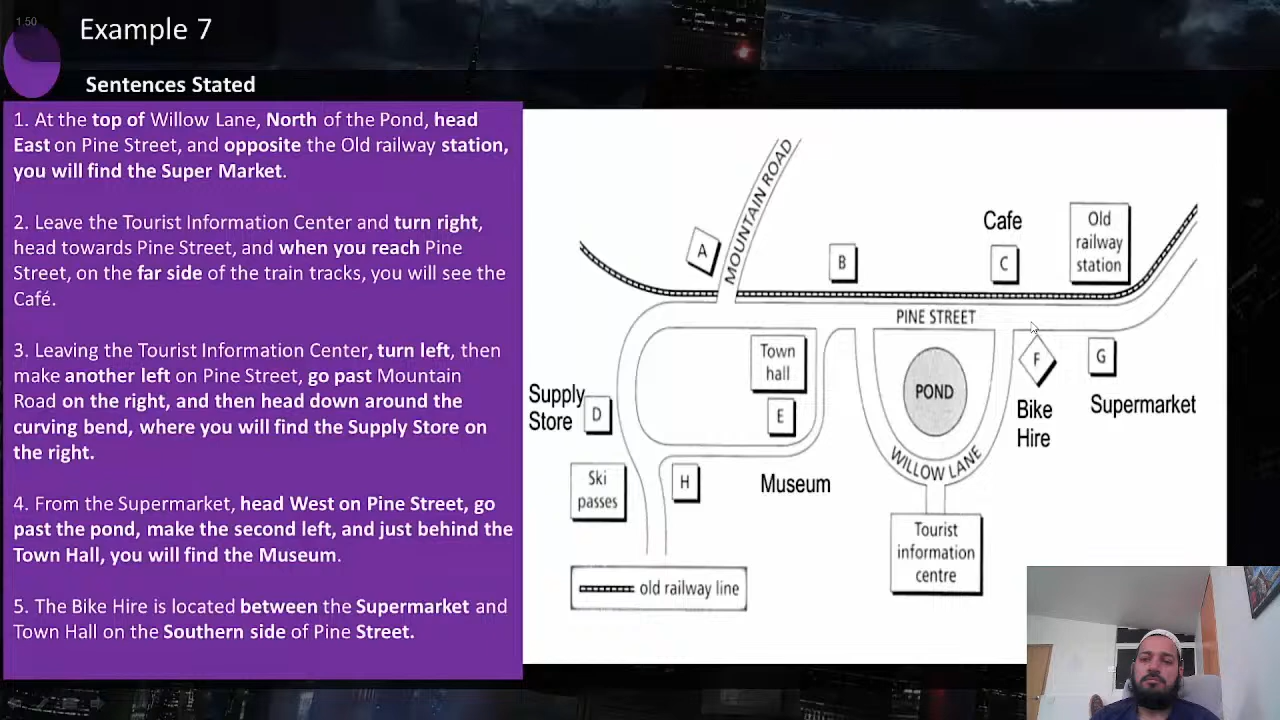 1.50
Example 7
Sentences Stated
1. At the top of Willow Lane, North of the Pond, head
East on Pine Street, and opposite the Old railway station,
you will find the Super Market.
2. Leave the Tourist Information Center and turn right,
head towards Pine Street, and when you reach Pine
Street, on the far side of the train tracks, you will see the
Café.
3. Leaving the Tourist Information Center, turn left, then
make another left on Pine Street, go past Mountain
Road on the right, and then head down around the
curving bend, where you will find the Supply Store on
the right.
4. From the Supermarket, head West on Pine Street, go
past the pond, make the second left, and just behind the
Town Hall, you will find the Museum.
5. The Bike Hire is located between the Supermarket and
Town Hall on the Southern side of Pine Street.
MOUNTAIN ROAD
A
B
Cafe
C
Old
railway
station
PINE STREET
Town
hall
E
Museum
POND
WILLOW LANE
F
Bike
Hire
G
Supermarket
Supply
Store
D
Ski
passes
H
Tourist
information
centre
old railway line